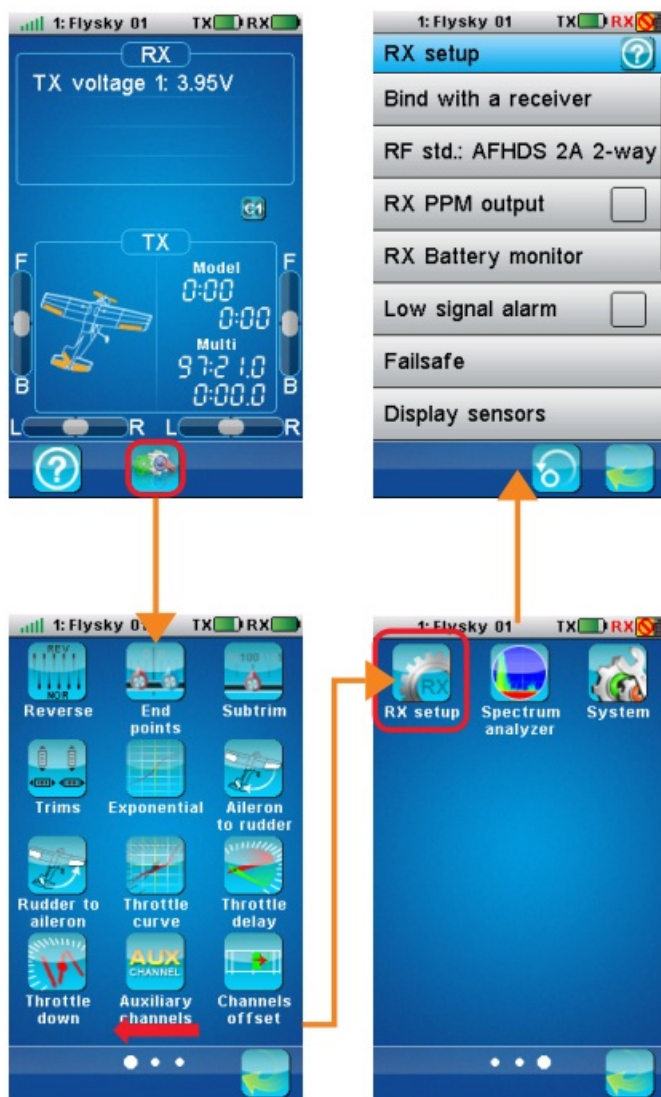 1: Flysky 01 TX RX
RX
TX voltage 1: 3.95V
G1
TX
F
F
Model
0:00
0:00
Multi
97:21.0
0:00.0
B
B
L R L R
?
1: Flysky 01 TX RX
RX setup ?
Bind with a receiver
RF std.: AFHDS 2A 2-way
RX PPM output
RX Battery monitor
Low signal alarm
Failsafe
Display sensors
1: Flysky 01 TX RX
REV
NOR
100
Reverse End Subtrim
points
Trims Exponential Aileron
to rudder
Rudder to Throttle Throttle
aileron curve delay
AUX
CHANNEL
Throttle Auxiliary Channels
down channels offset
1: Flysky 01 TX RX
RX
RX setup Spectrum System
analyzer